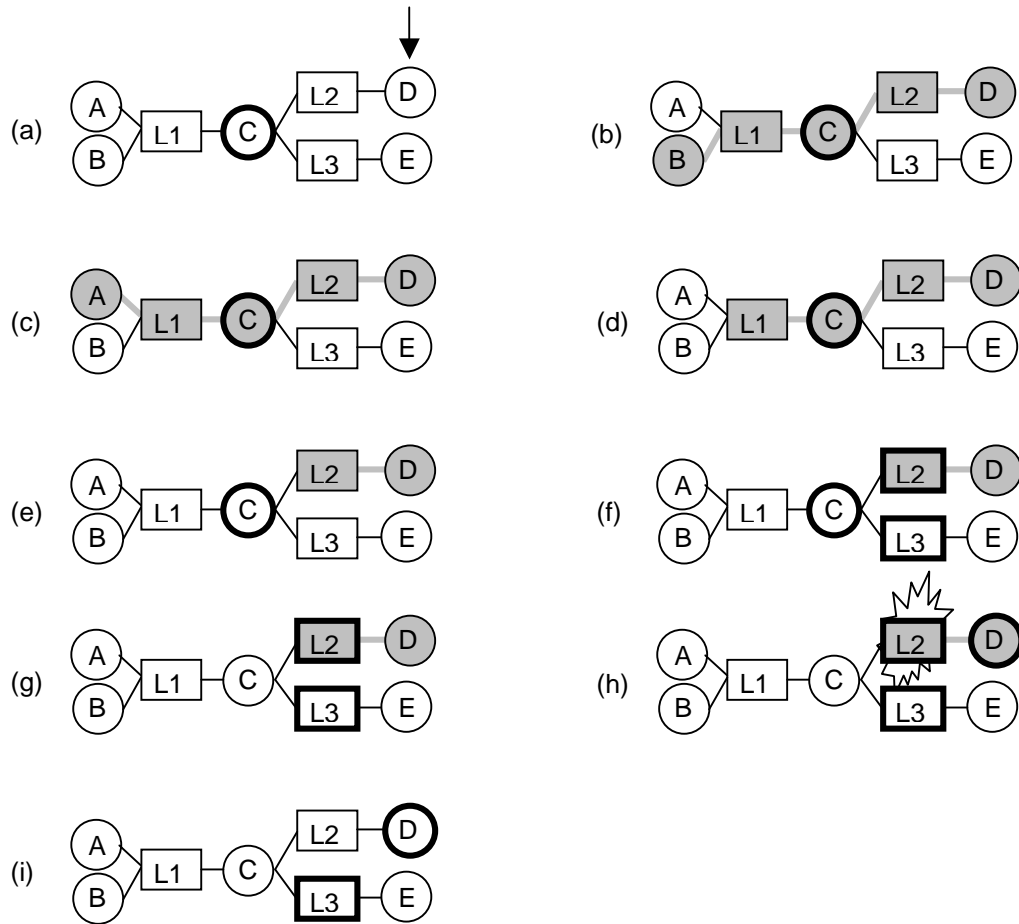 (a) A B L1 C L2 L3 D E
(b) A B L1 C L2 L3 D E
(c) A B L1 C L2 L3 D E
(d) A B L1 C L2 L3 D E
(e) A B L1 C L2 L3 D E
(f) A B L1 C L2 L3 D E
(g) A B L1 C L2 L3 D E
(h) A B L1 C L2 L3 D E
(i) A B L1 C L2 L3 D E